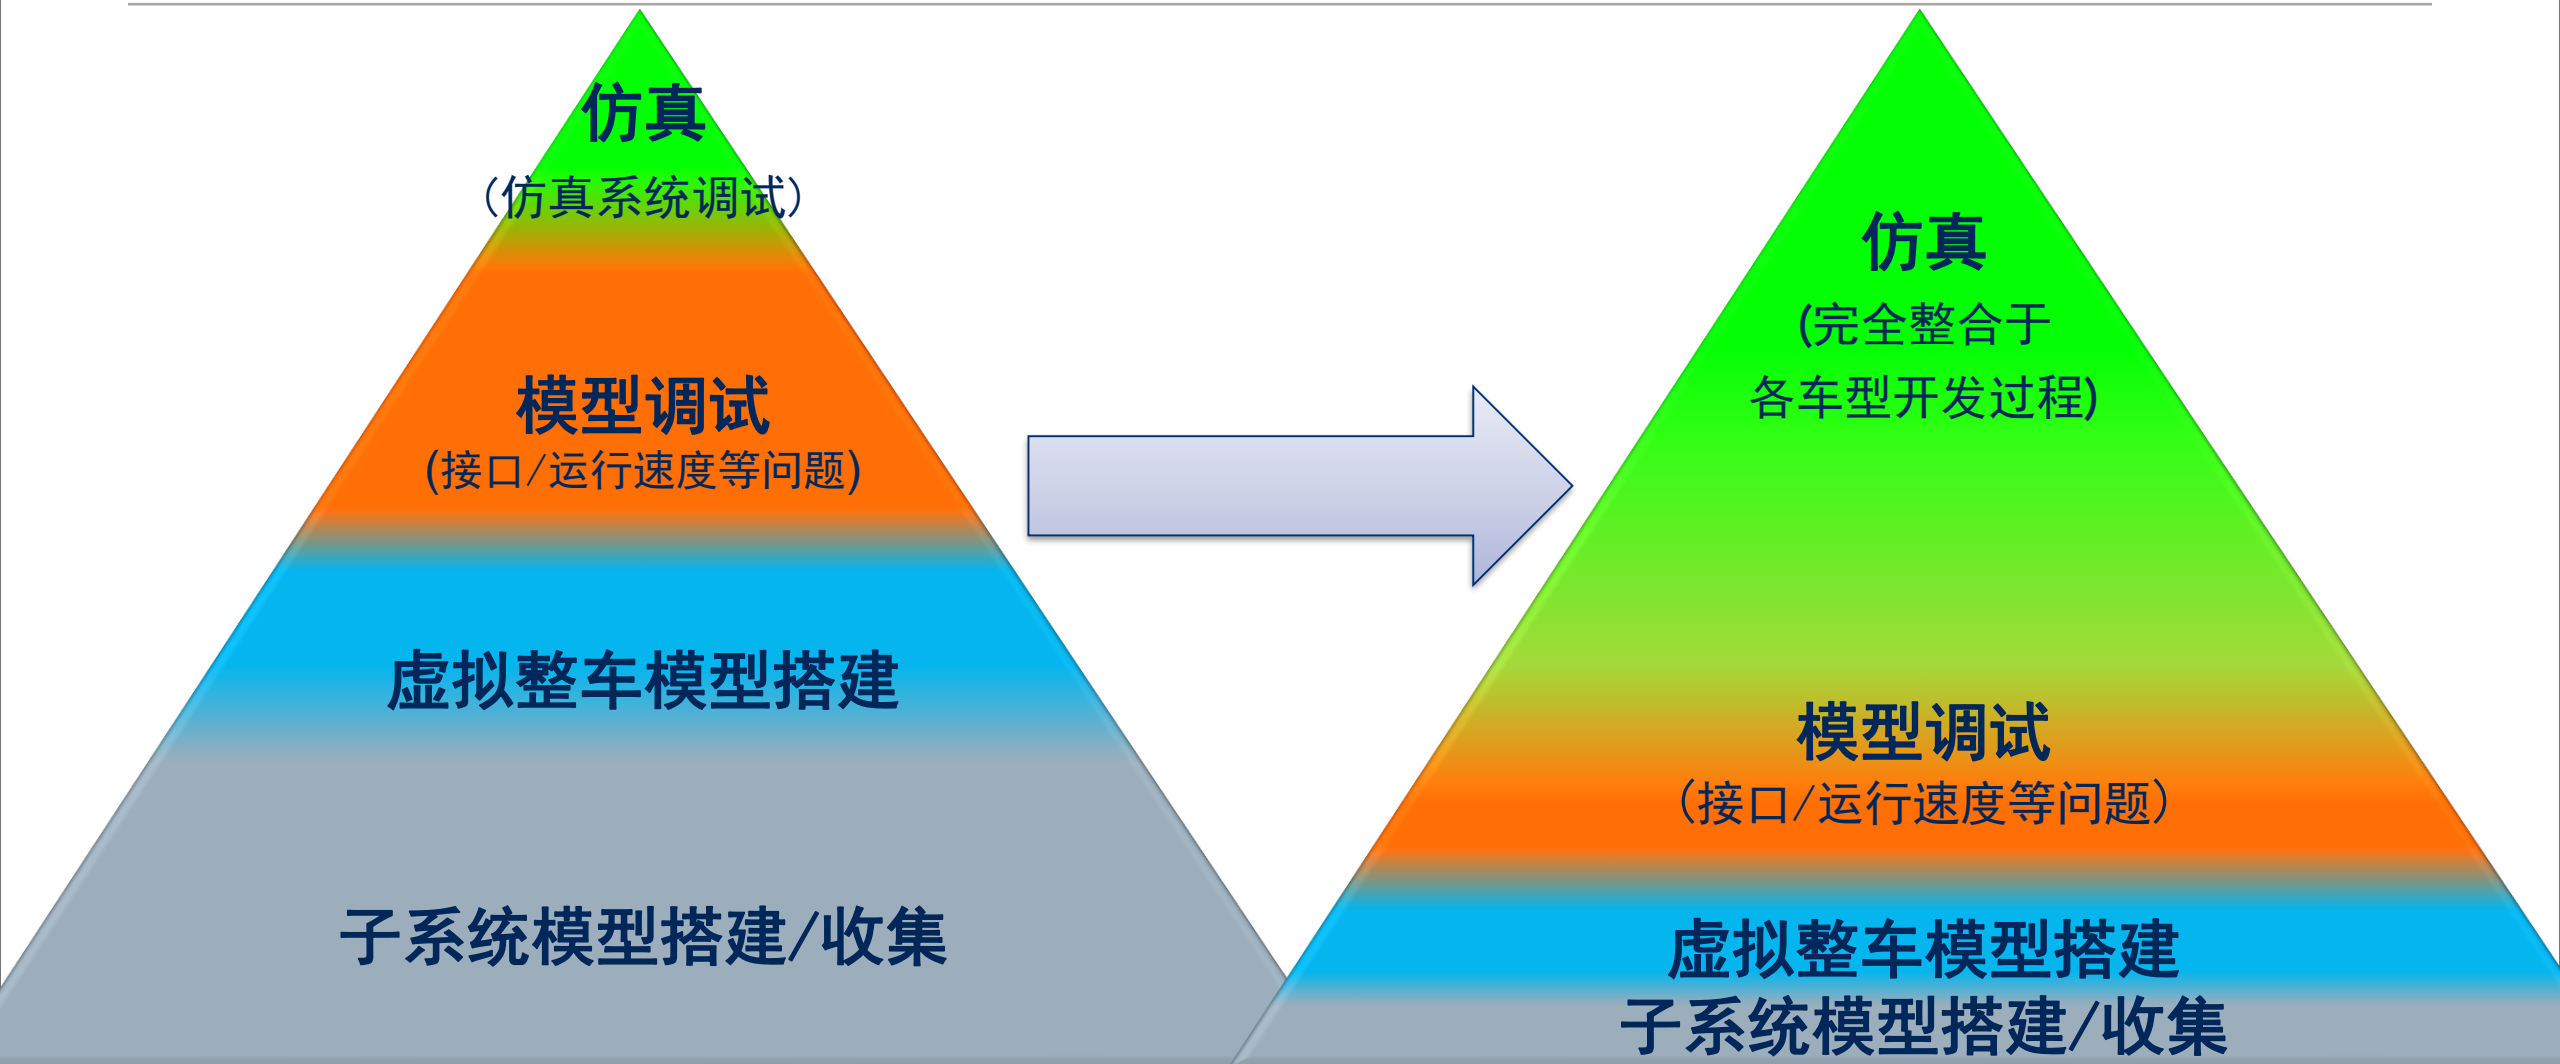 仿真
(仿真系统调试)
模型调试
(接口/运行速度等问题)
虚拟整车模型搭建
子系统模型搭建/收集
仿真
(完全整合于
各车型开发过程)
模型调试
(接口/运行速度等问题)
虚拟整车模型搭建
子系统模型搭建/收集